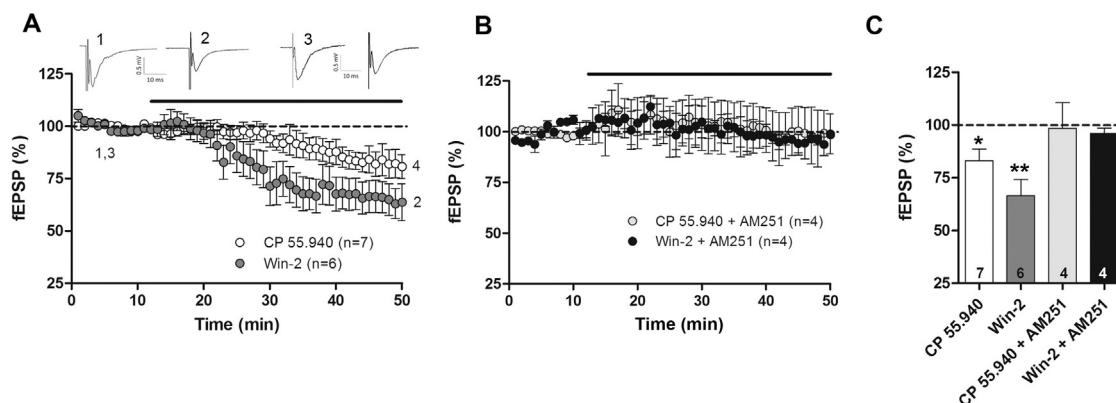 A
1
2
3
0.5 mV
10 ms
0.5 mV
10 ms
125
100
75
50
25
fEPSP (%)
1,3
4
2
CP 55.940 (n=7)
Win-2 (n=6)
0 10 20 30 40 50
Time (min)
B
125
100
75
50
25
fEPSP (%)
CP 55.940 + AM251 (n=4)
Win-2 + AM251 (n=4)
0 10 20 30 40 50
Time (min)
C
125
100
75
50
25
fEPSP (%)
*
**
7 6 4 4
CP 55.940
Win-2
CP 55.940 + AM251
Win-2 + AM251